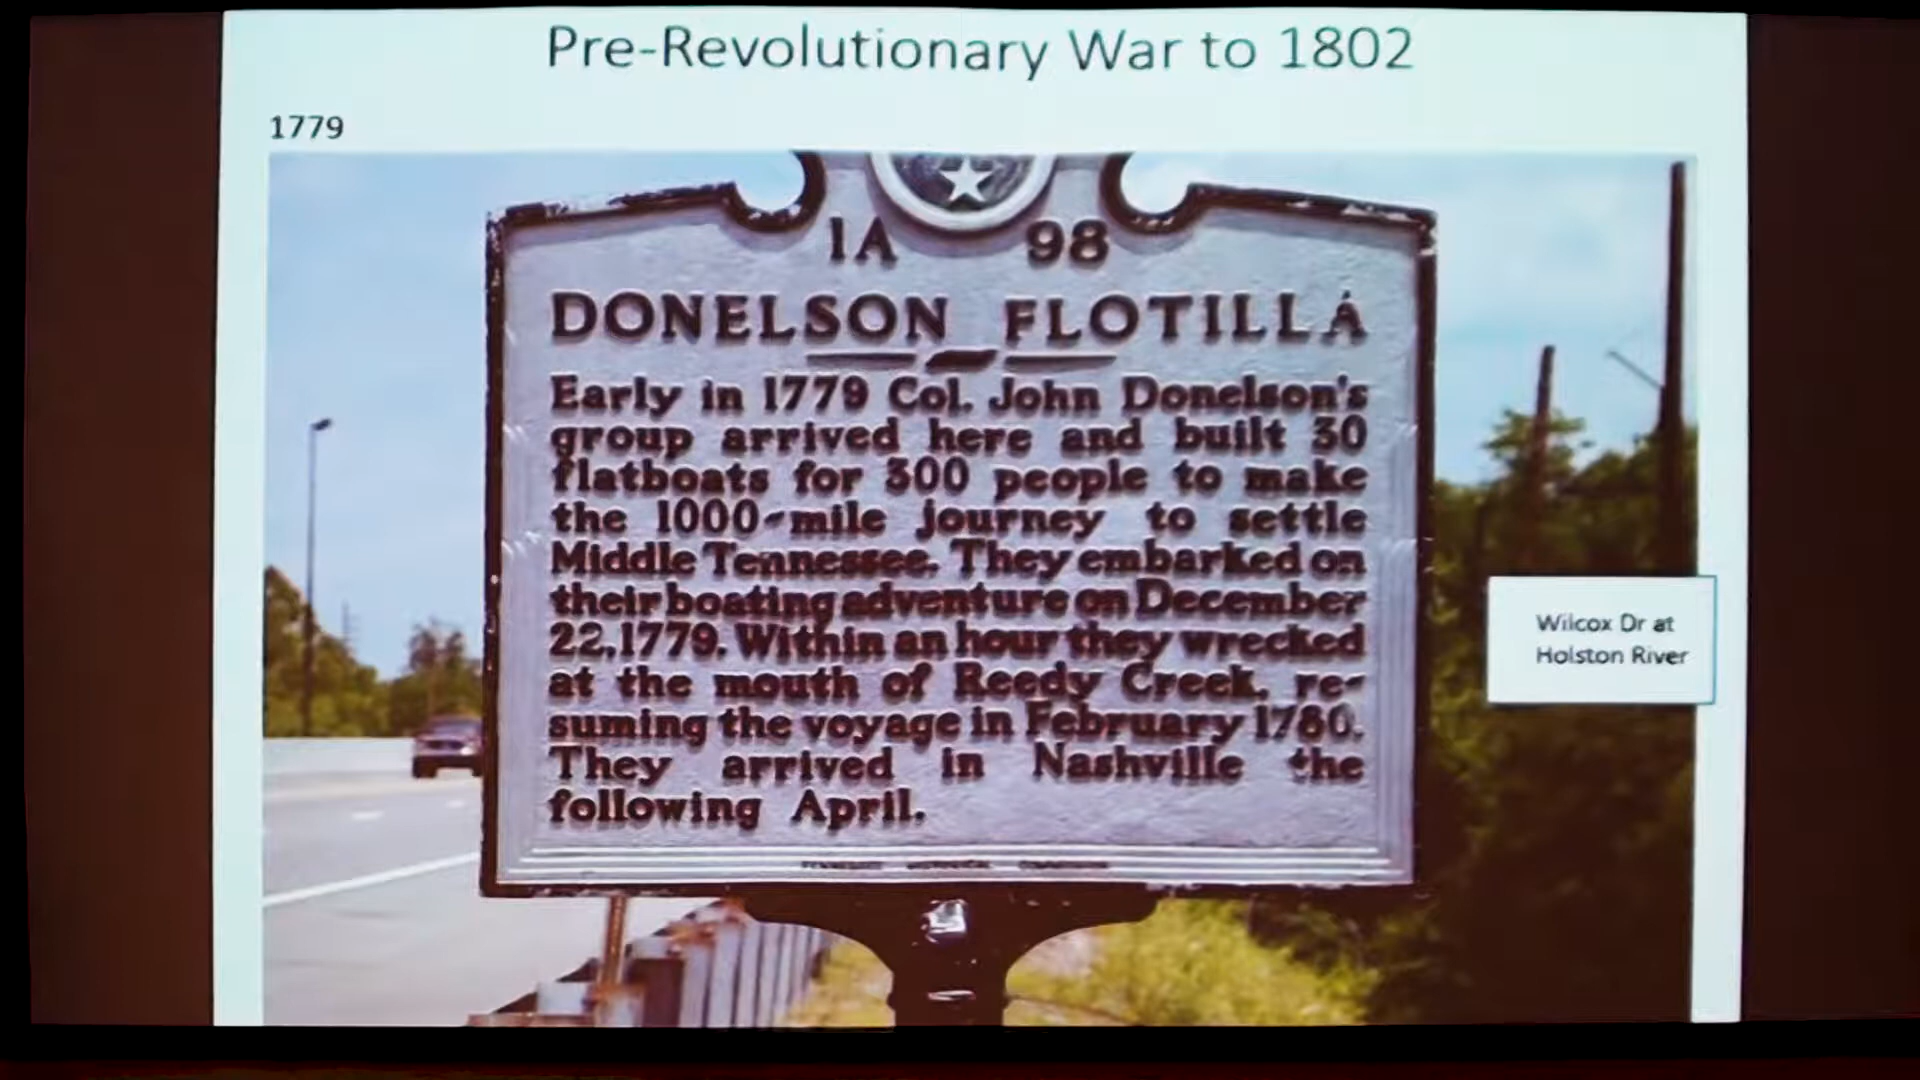 Pre-Revolutionary War to 1802
1779
1A 98
DONELSON FLOTILLA
Early in 1779 Col. John Donelson's
group arrived here and built 30
flatboats for 300 people to make
the 1000-mile journey to settle
Middle Tennessee. They embarked on
their boating adventure on December
22,1779. Within an hour they wrecked
at the mouth of Reedy Creek, re-
suming the voyage in February 1780.
They arrived in Nashville the
following April.
TENNESSEE HISTORICAL COMMISSION
Wilcox Dr at
Holston River